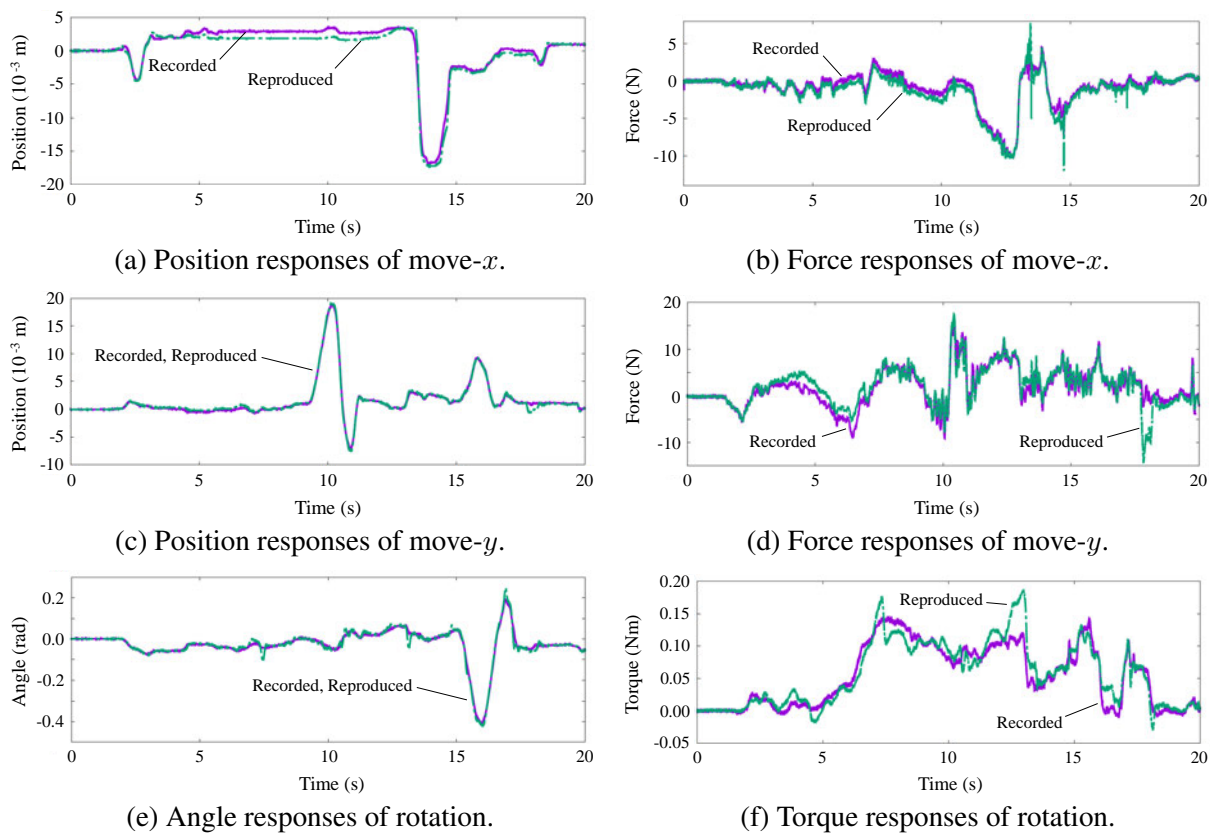 5
0
-5
-10
-15
-20
Position (10⁻³ m)
Recorded
Reproduced
0 5 10 15 20
Time (s)
(a) Position responses of move-x.
5
0
-5
-10
Force (N)
Recorded
Reproduced
0 5 10 15 20
Time (s)
(b) Force responses of move-x.
20
15
10
5
0
-5
-10
Position (10⁻³ m)
Recorded, Reproduced
0 5 10 15 20
Time (s)
(c) Position responses of move-y.
20
10
0
-10
Force (N)
Recorded
Reproduced
0 5 10 15 20
Time (s)
(d) Force responses of move-y.
0.2
0.0
-0.2
-0.4
Angle (rad)
Recorded, Reproduced
0 5 10 15 20
Time (s)
(e) Angle responses of rotation.
0.20
0.15
0.10
0.05
0.00
-0.05
Torque (Nm)
Reproduced
Recorded
0 5 10 15 20
Time (s)
(f) Torque responses of rotation.